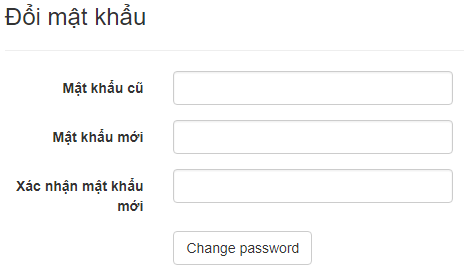 Đổi mật khẩu
Mật khẩu cũ
Mật khẩu mới
Xác nhận mật khẩu
mới
Change password